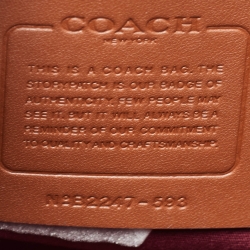 COACH
NEW YORK
THIS IS A COACH BAG. THE
STORYPATCH IS OUR BADGE OF
AUTHENTICITY. FEW PEOPLE MAY
SEE IT, BUT IT WILL ALWAYS BE A
REMINDER OF OUR COMMITMENT
TO QUALITY AND CRAFTSMANSHIP.
NºB2247-593